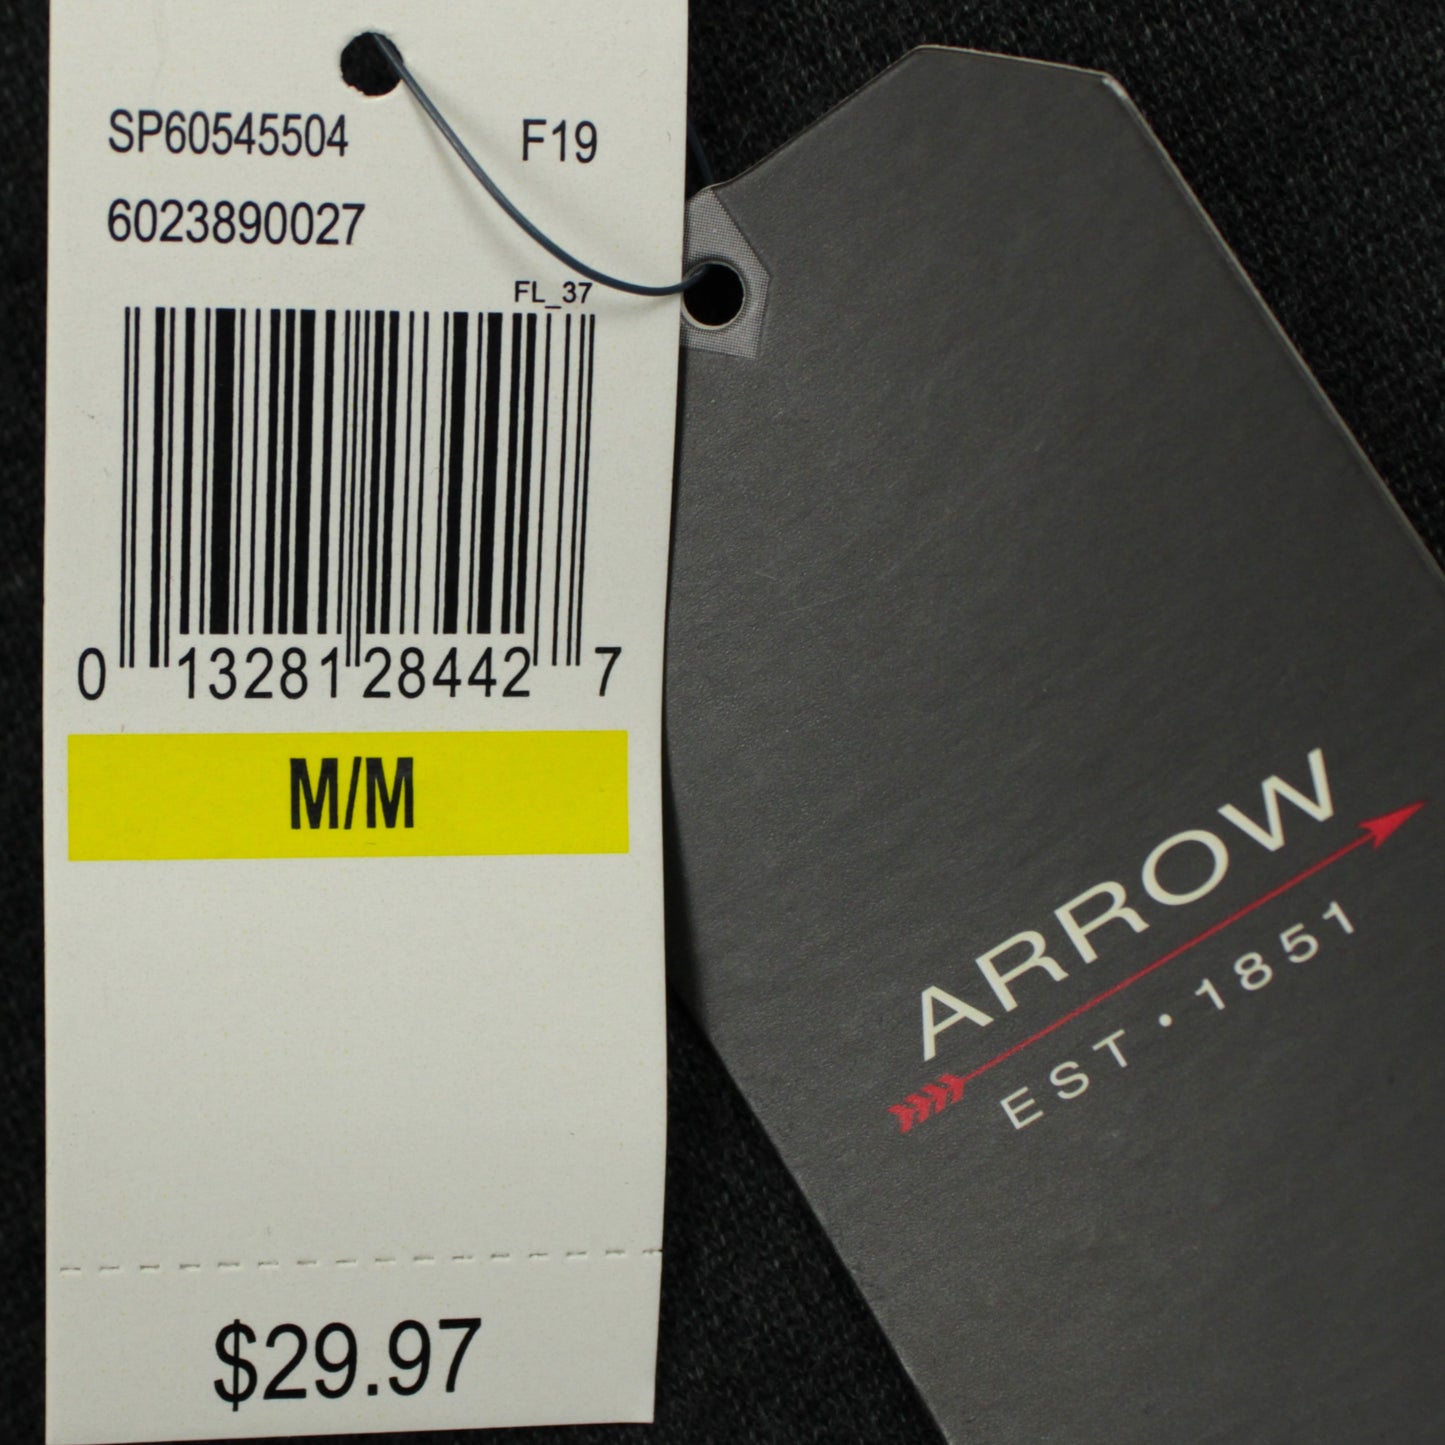 SP60545504 F19
6023890027
FL_37
0 13281 28442 7
M/M
$29.97
ARROW
EST • 1851